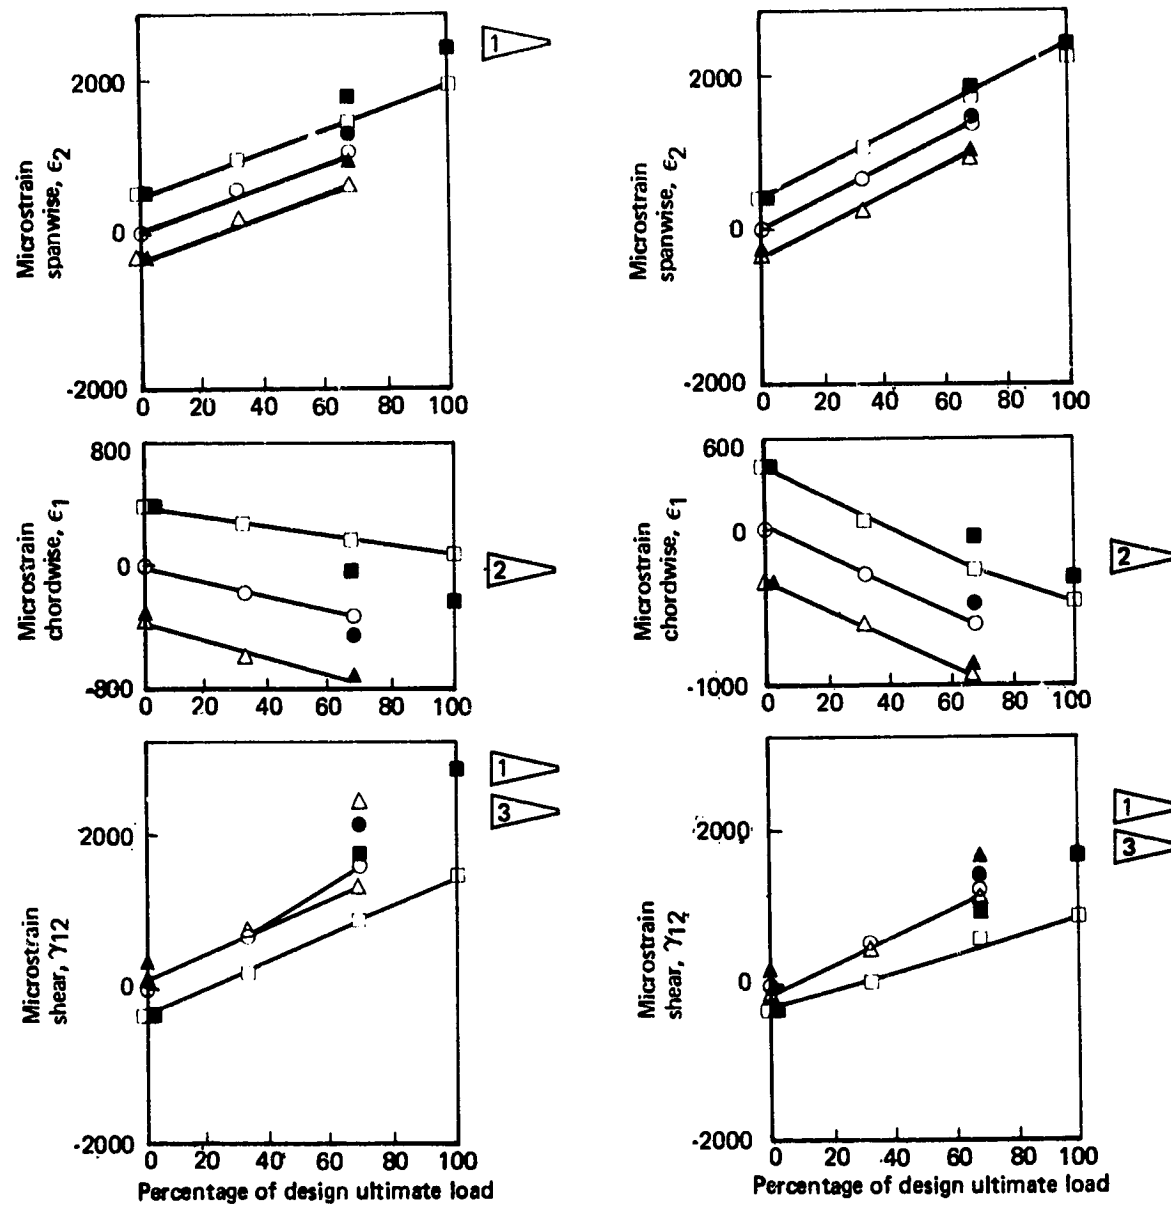 2000
0
-2000
Microstrain
spanwise, ϵ2
0 20 40 60 80 100
1
2000
0
-2000
Microstrain
spanwise, ϵ2
0 20 40 60 80 100
800
0
-800
Microstrain
chordwise, ϵ1
0 20 40 60 80 100
2
600
0
-1000
Microstrain
chordwise, ϵ1
0 20 40 60 80 100
2
2000
0
-2000
Microstrain
shear, γ12
0 20 40 60 80 100
Percentage of design ultimate load
1
3
2000
0
-2000
Microstrain
shear, γ12
0 20 40 60 80 100
Percentage of design ultimate load
1
3